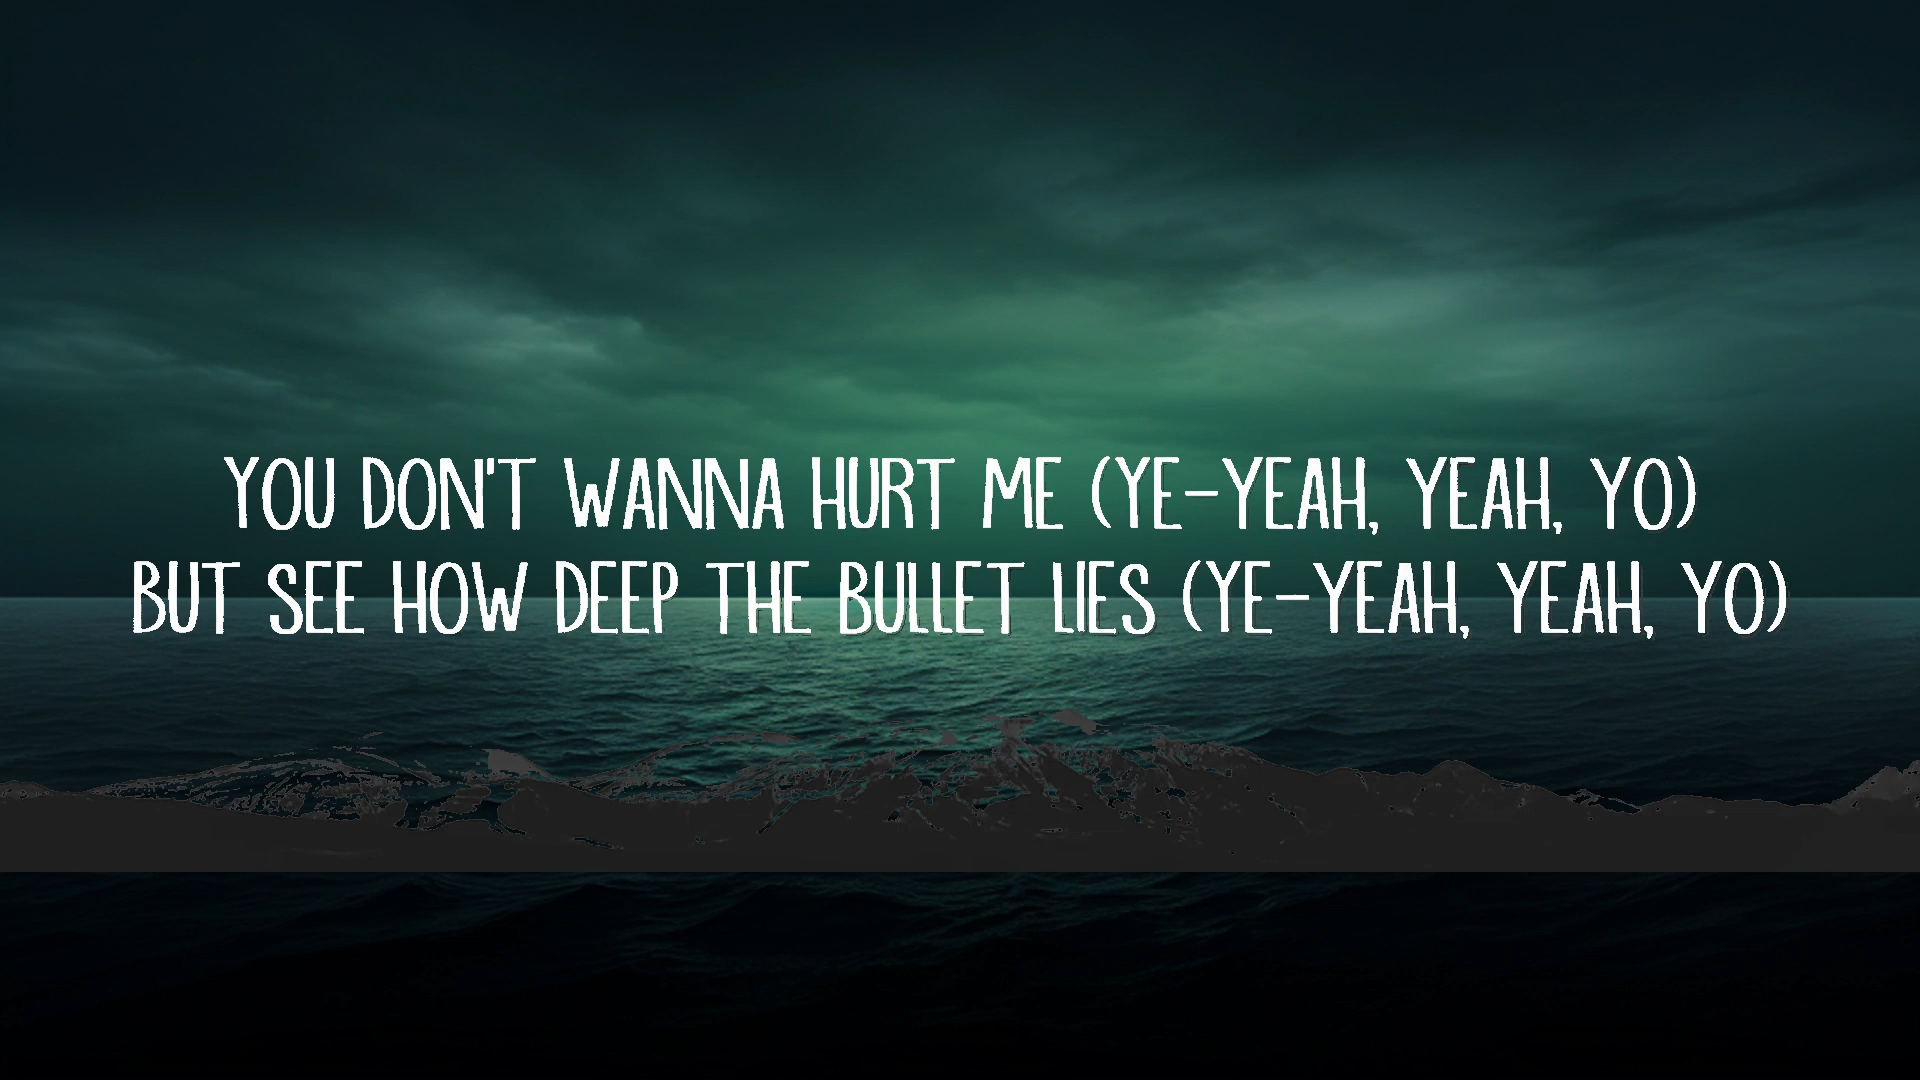 YOU DON'T WANNA HURT ME (YE-YEAH, YEAH, YO)
BUT SEE HOW DEEP THE BULLET LIES (YE-YEAH, YEAH, YO)